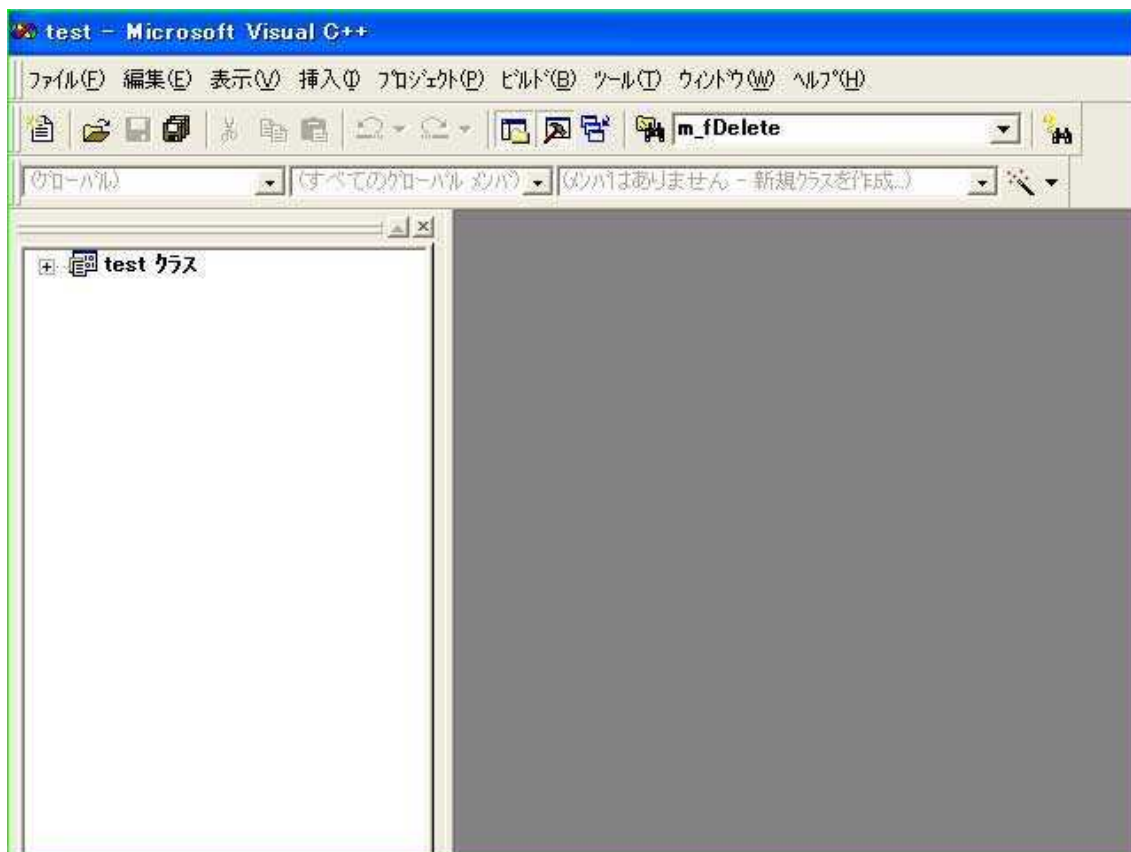 test - Microsoft Visual C++
ﾌｧｲﾙ(F) 編集(E) 表示(V) 挿入(I) ﾌﾟﾛｼﾞｪｸﾄ(P) ﾋﾞﾙﾄﾞ(B) ﾂｰﾙ(T) ｳｨﾝﾄﾞｳ(W) ﾍﾙﾌﾟ(H)
m_fDelete
(ｸﾞﾛｰﾊﾞﾙ) (すべてのｸﾞﾛｰﾊﾞﾙ ﾒﾝﾊﾞ) (ﾒﾝﾊﾞはありません - 新規ｸﾗｽを作成...)
test ｸﾗｽ